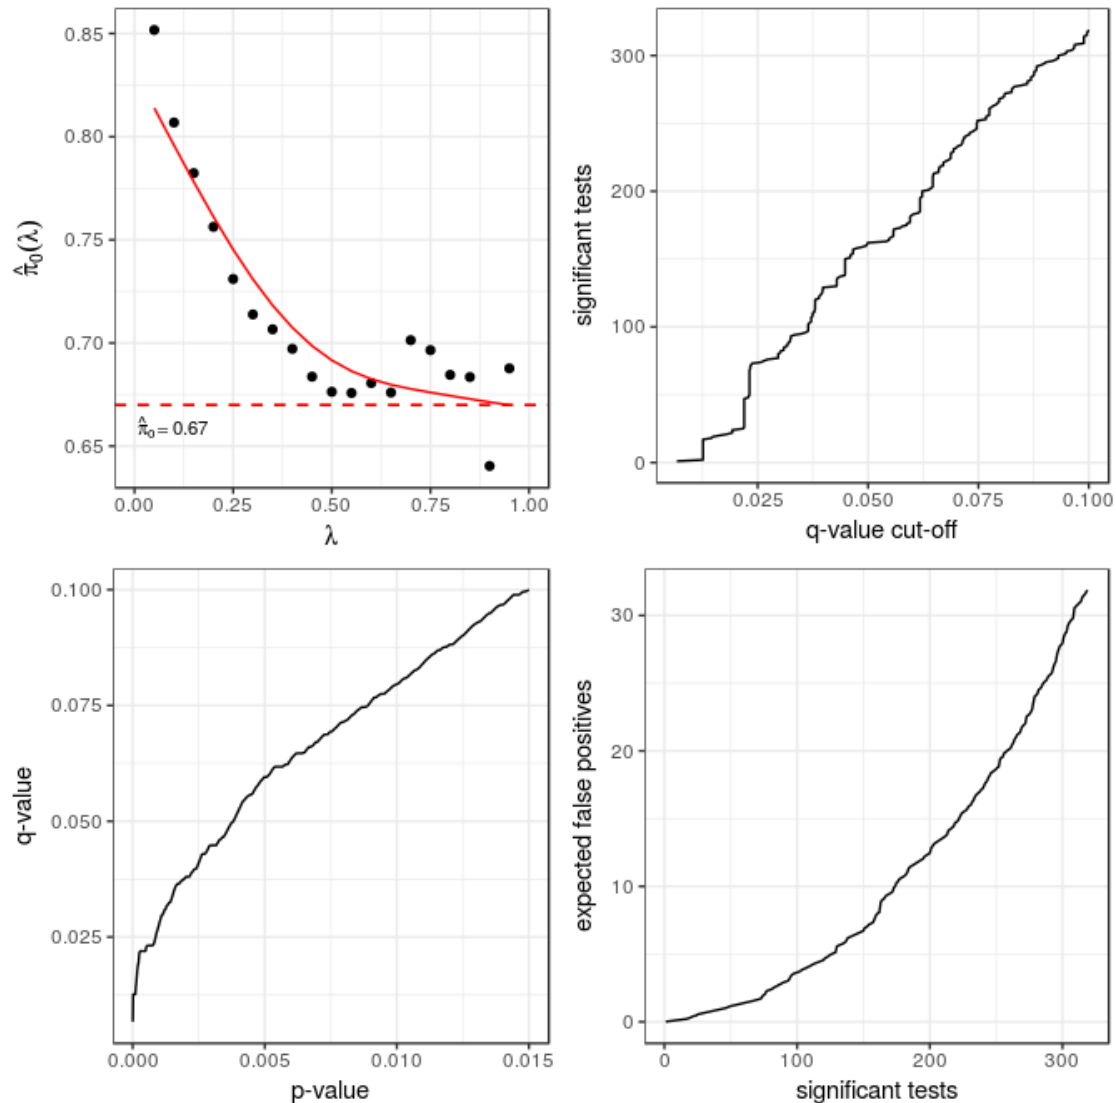 0.85
0.80
0.75
0.70
0.65
π̂₀(λ)
π̂₀ = 0.67
0.00 0.25 0.50 0.75 1.00
λ
300
200
100
0
significant tests
0.025 0.050 0.075 0.100
q-value cut-off
0.100
0.075
0.050
0.025
q-value
0.000 0.005 0.010 0.015
p-value
30
20
10
0
expected false positives
0 100 200 300
significant tests